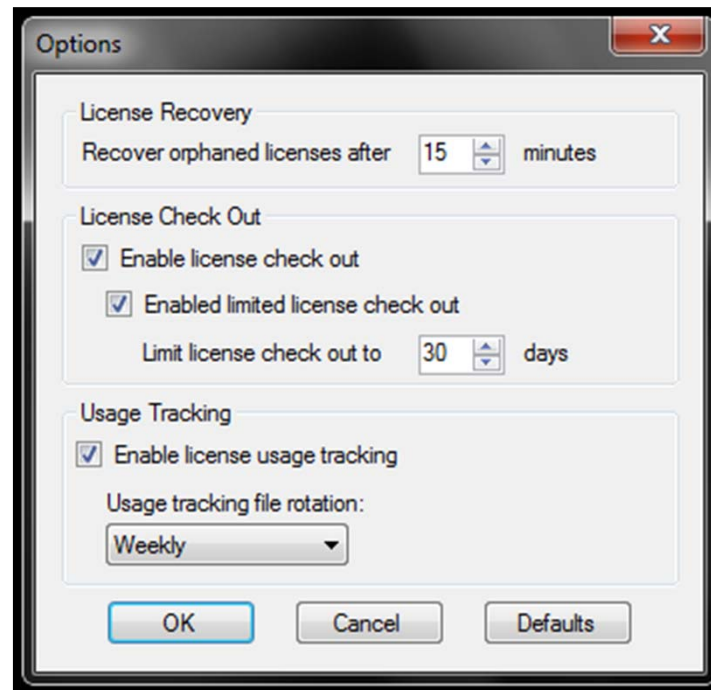 Options
License Recovery
Recover orphaned licenses after 15 minutes
License Check Out
Enable license check out
Enabled limited license check out
Limit license check out to 30 days
Usage Tracking
Enable license usage tracking
Usage tracking file rotation:
Weekly
OK Cancel Defaults